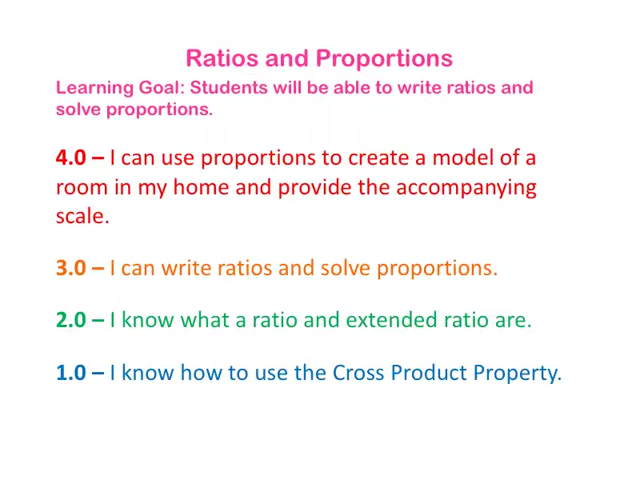 Ratios and Proportions
Learning Goal: Students will be able to write ratios and
solve proportions.
4.0 – I can use proportions to create a model of a
room in my home and provide the accompanying
scale.
3.0 – I can write ratios and solve proportions.
2.0 – I know what a ratio and extended ratio are.
1.0 – I know how to use the Cross Product Property.